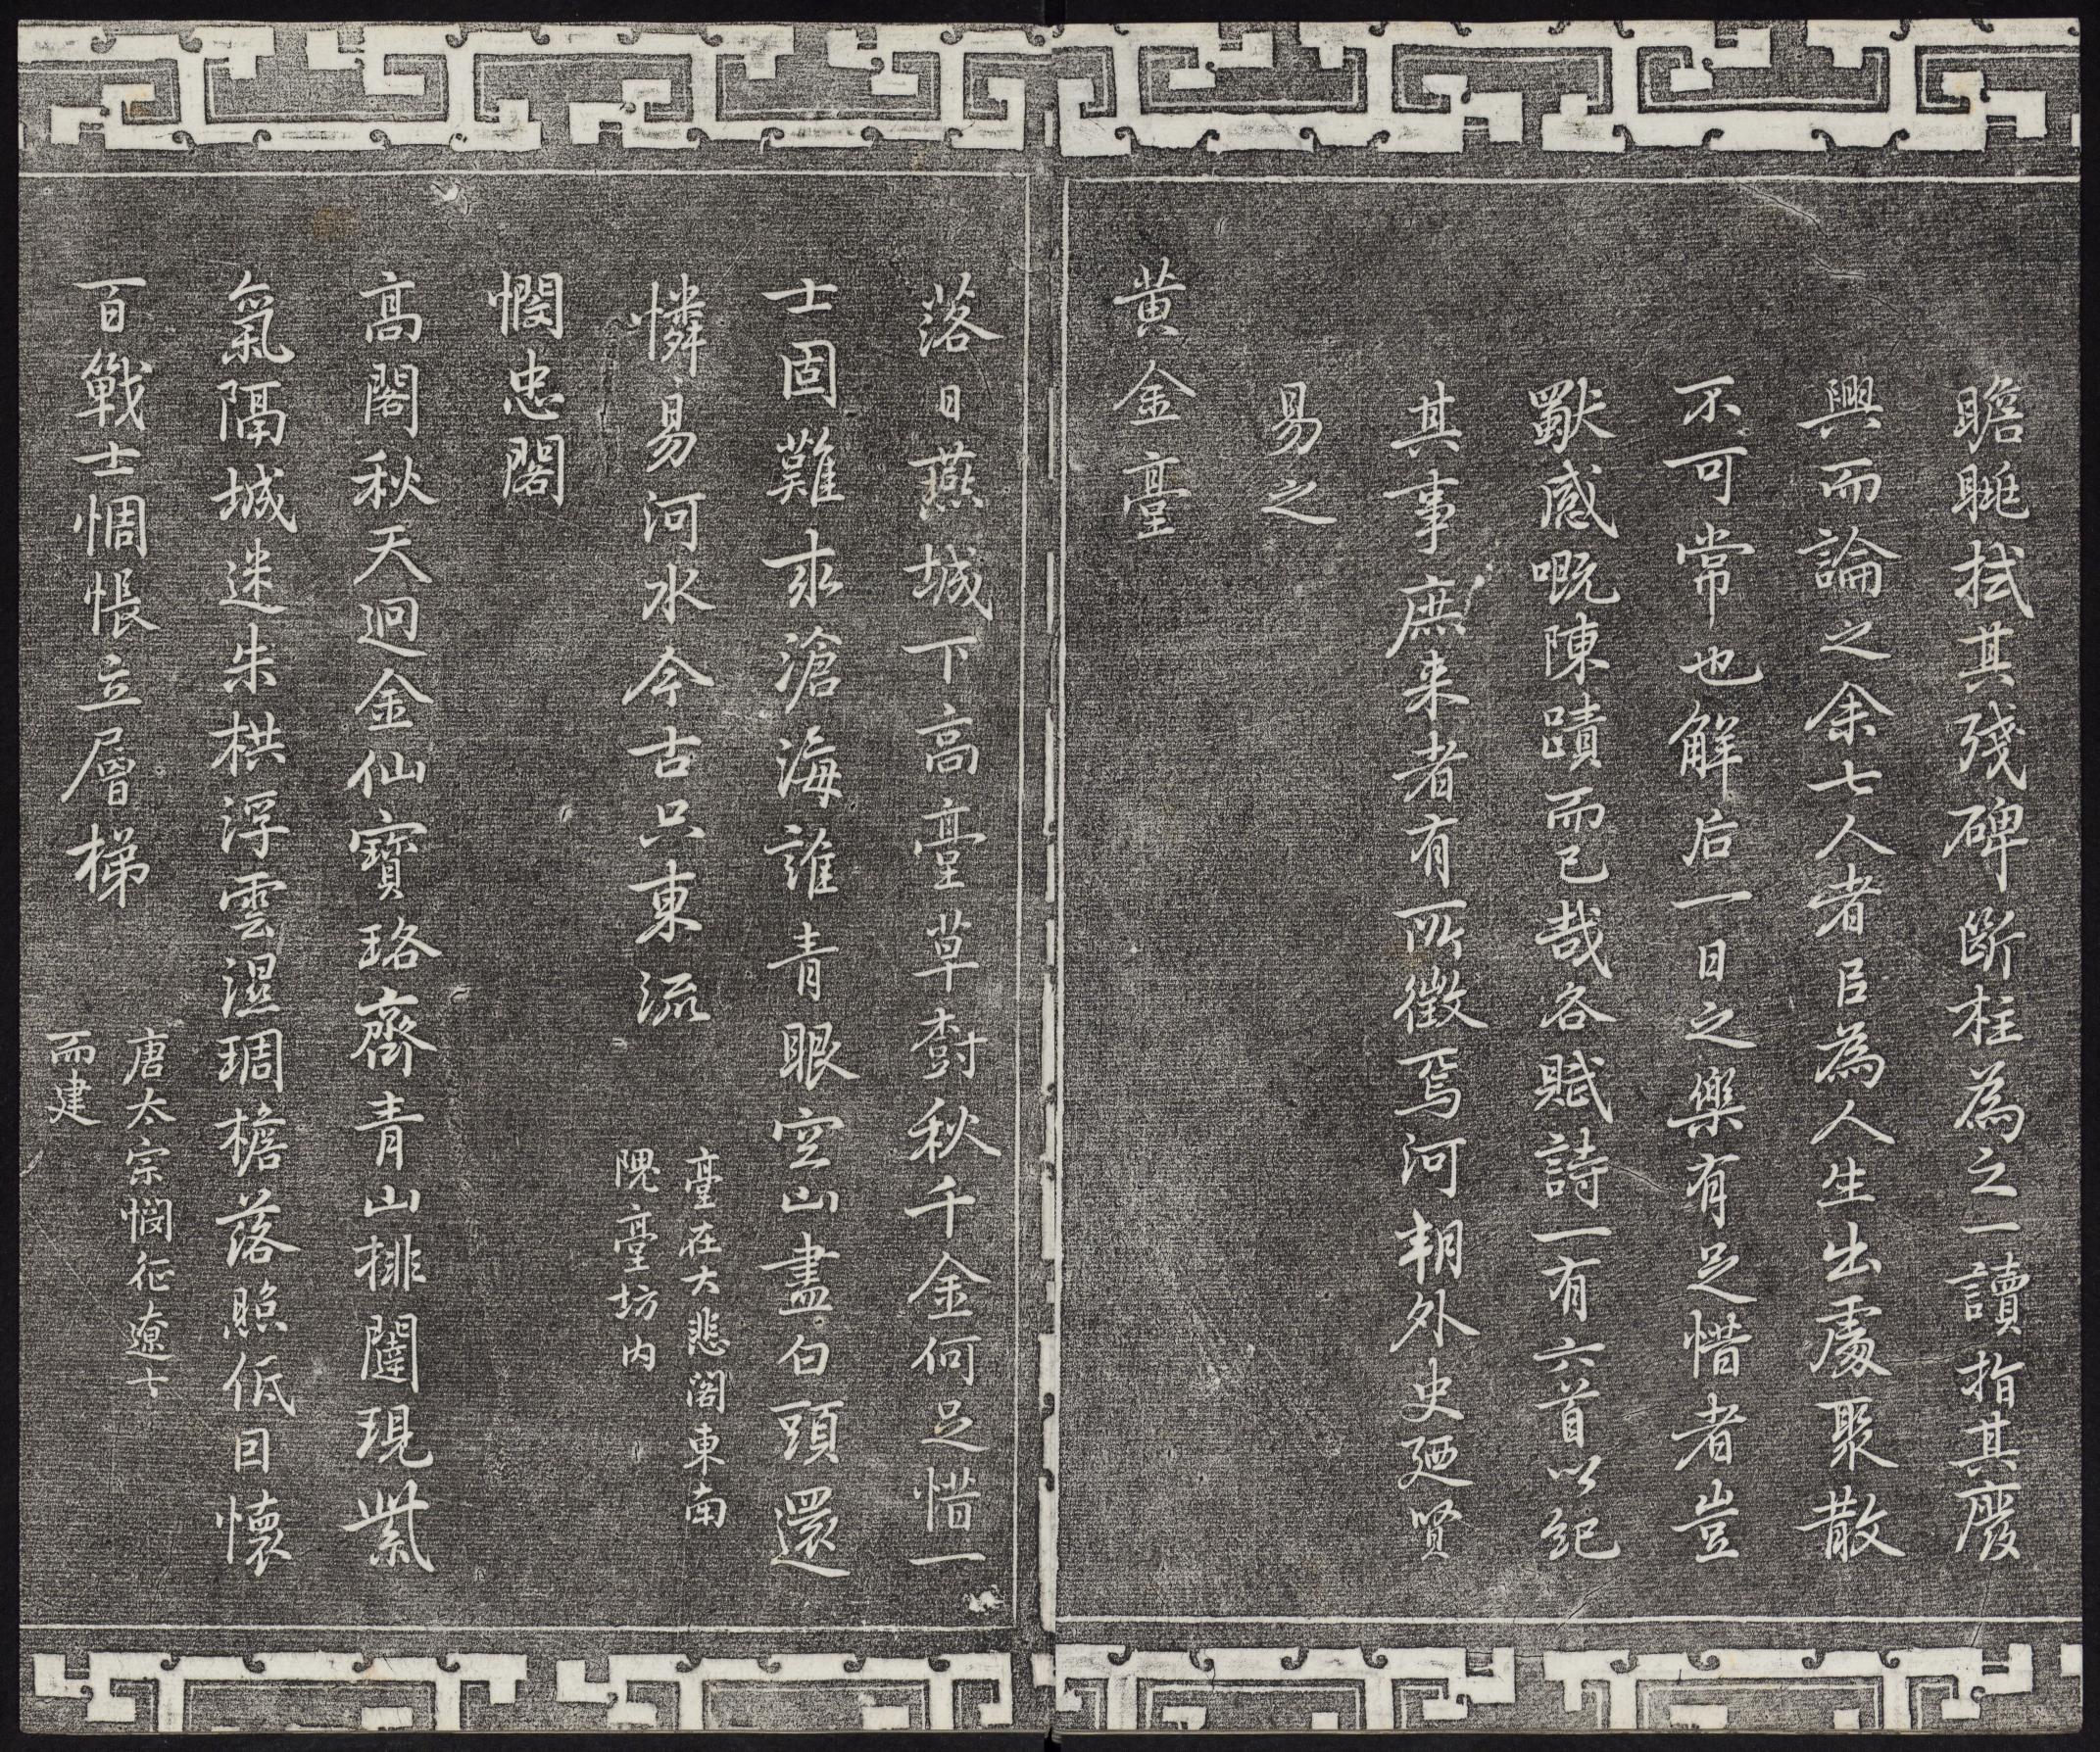 瞻眺拭其殘碑斷柱為之一讀指其廢
興而論之余七人者厚為人生出處聚散
不可常也解后一日之樂有足惜者豈
獸感嘅陳蹟而已哉各賦詩一有六首以紀
其事庶来者有所徵焉河朔外史廼賢
易之
黃金臺
落日燕城下高臺草樹秋千金何足惜一
士固難求滄海誰青眼空山盡白頭還
憐易河水今古只東流
臺在大悲閣東南
隗臺坊内
憫忠閣
高閣秋天迥金仙寶珞齊青山排闥現紫
氣隔城迷朱栱浮雲濕琱檐落照低因懷
百戰士惆悵立層梯
唐太宗憫征遼士
而建